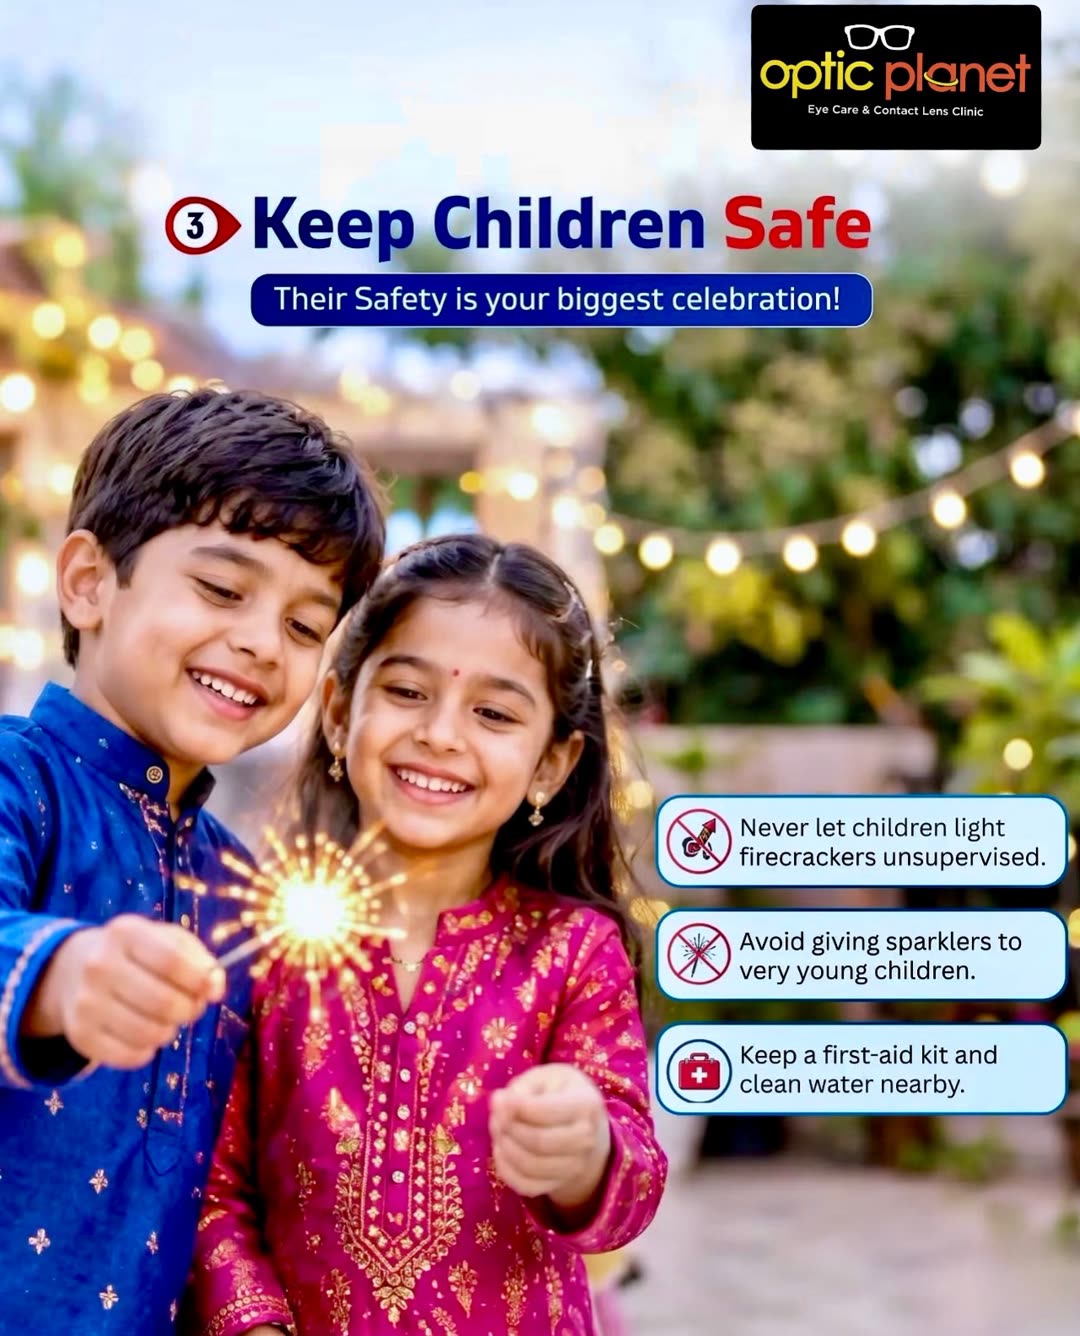 optic planet
Eye Care & Contact Lens Clinic
3 Keep Children Safe
Their Safety is your biggest celebration!
Never let children light
firecrackers unsupervised.
Avoid giving sparklers to
very young children.
Keep a first-aid kit and
clean water nearby.